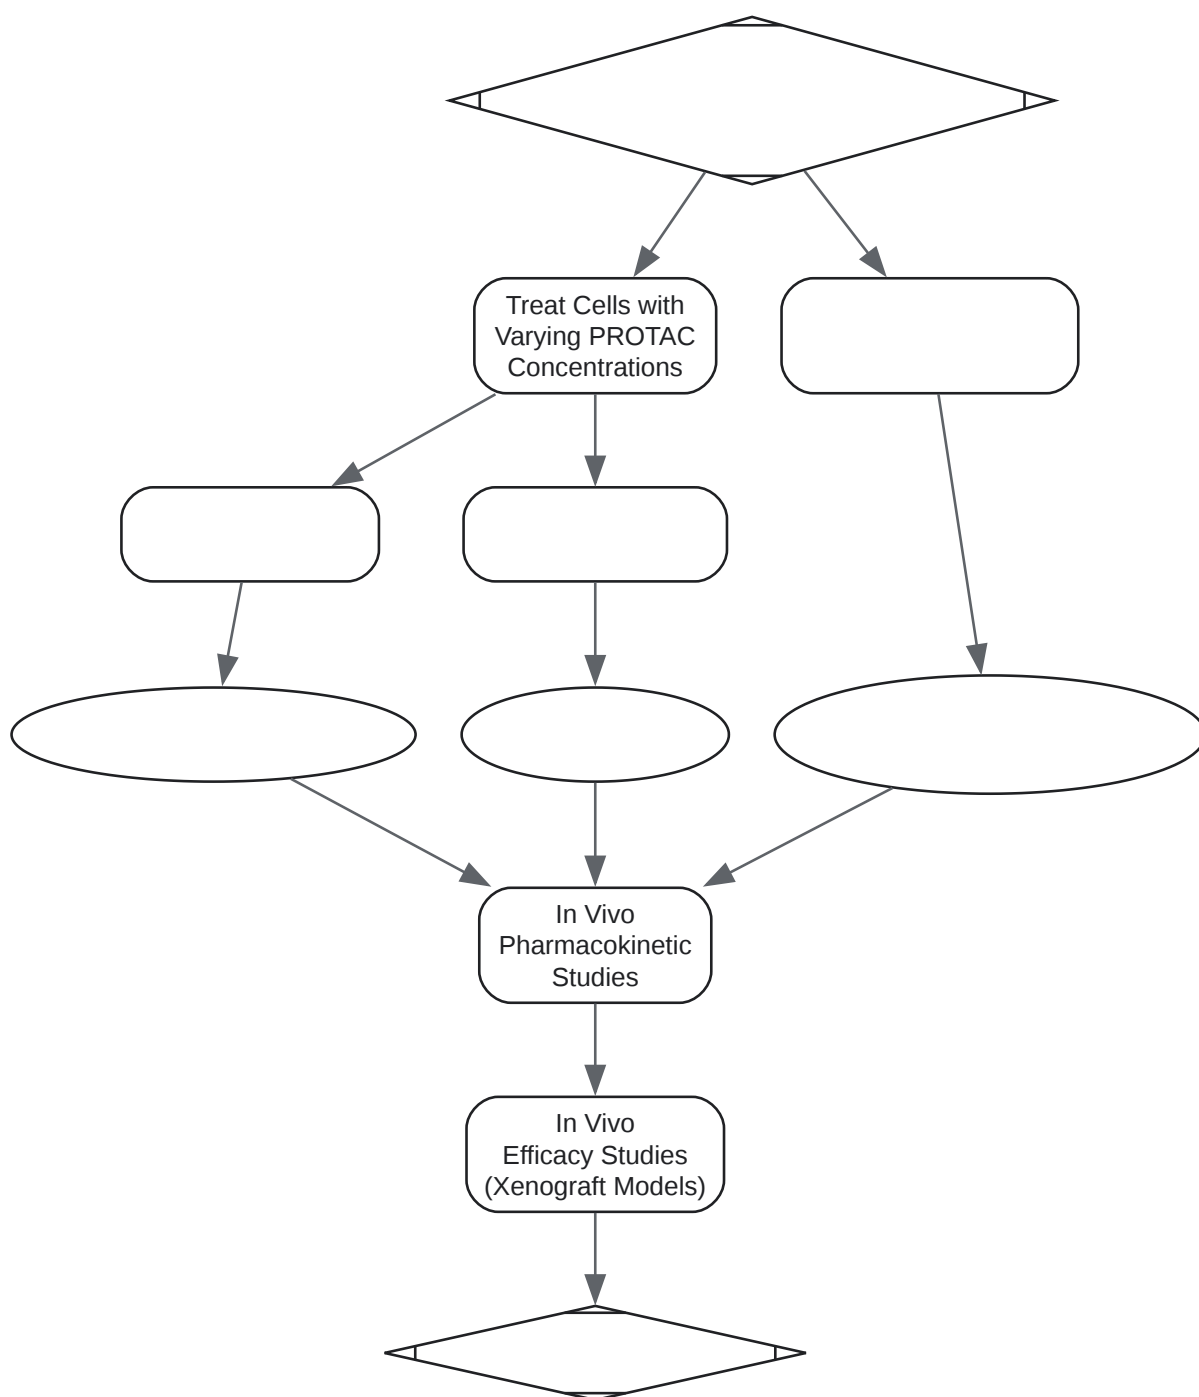 Treat Cells with
Varying PROTAC
Concentrations
In Vivo
Pharmacokinetic
Studies
In Vivo
Efficacy Studies
(Xenograft Models)